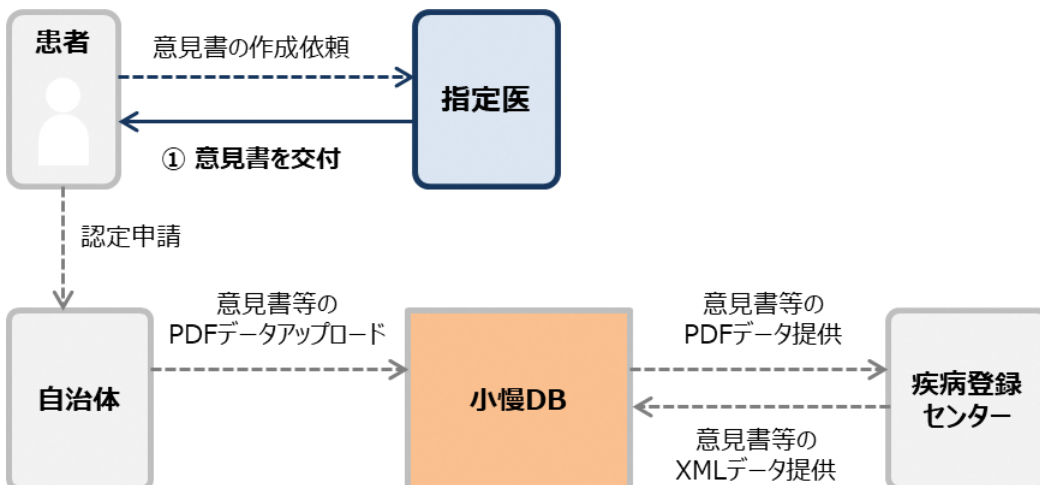 患者
意見書の作成依頼
指定医
① 意見書を交付
認定申請
意見書等の
PDFデータアップロード
意見書等の
PDFデータ提供
自治体
小慢DB
疾病登録
センター
意見書等の
XMLデータ提供